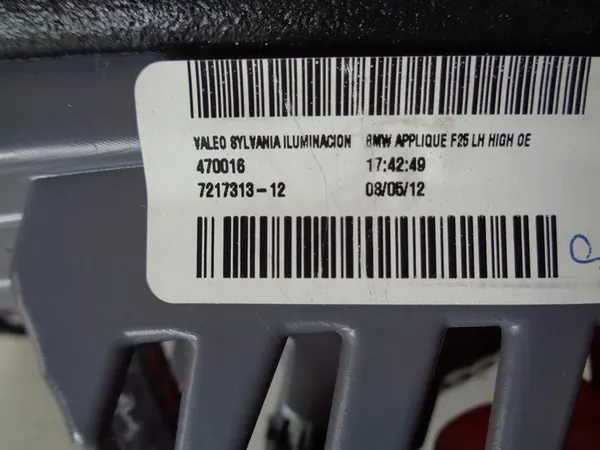 VALEO SYLVANIA ILUMINACION BMW APPLIQUE F25 LH HIGH OE
470016 17:42:49
7217313-12 08/05/12